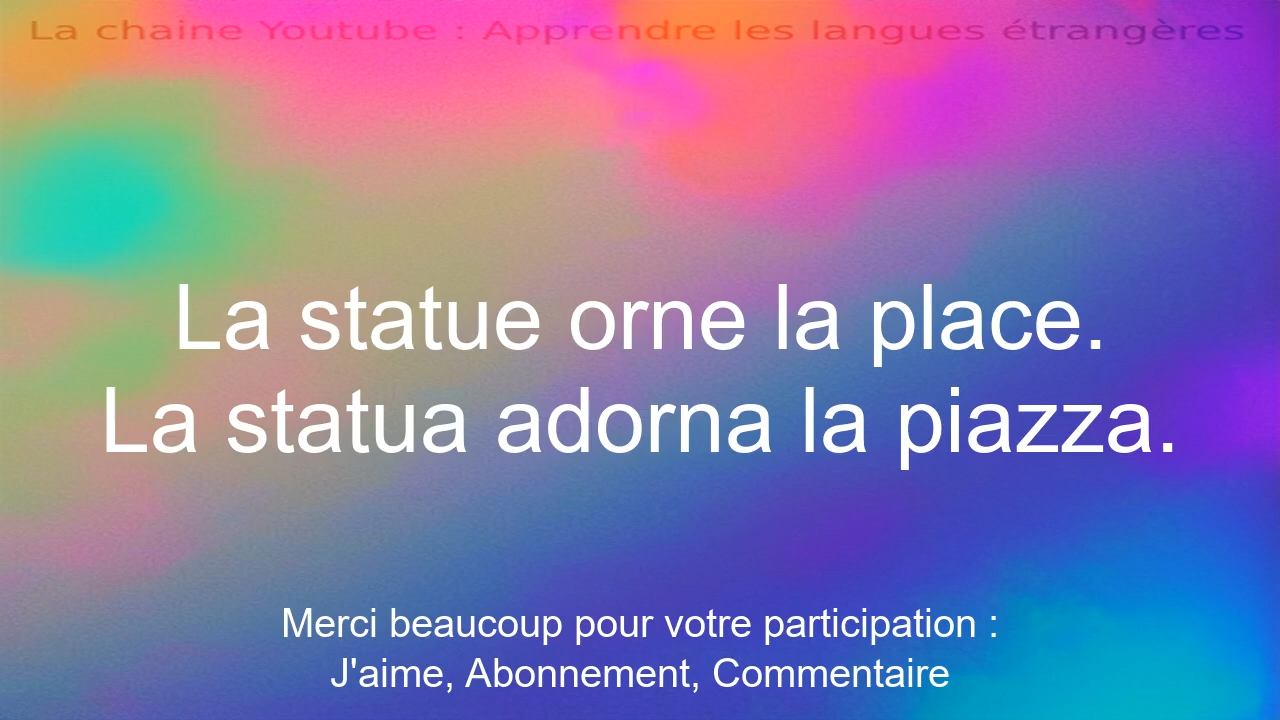 La chaine Youtube : Apprendre les langues étrangères
La statue orne la place.
La statua adorna la piazza.
Merci beaucoup pour votre participation :
J'aime, Abonnement, Commentaire